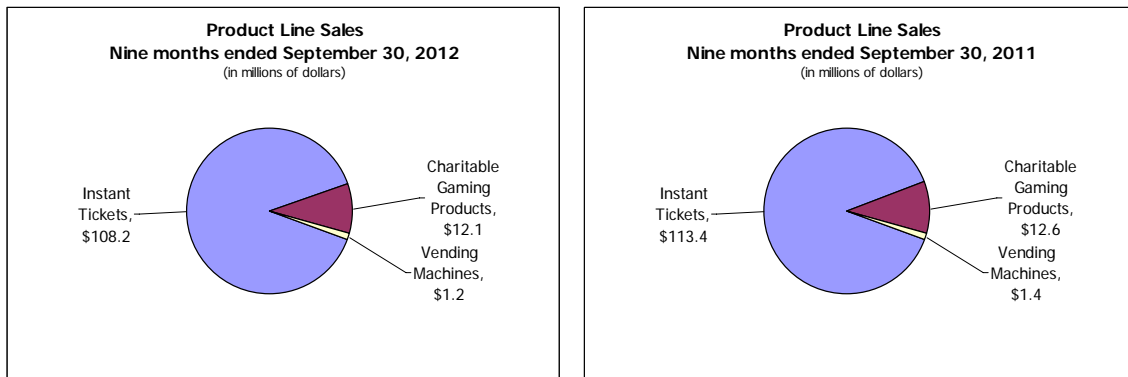 Product Line Sales
Nine months ended September 30, 2012
(in millions of dollars)
Instant
Tickets,
$108.2
Charitable
Gaming
Products,
$12.1
Vending
Machines,
$1.2
Product Line Sales
Nine months ended September 30, 2011
(in millions of dollars)
Instant
Tickets,
$113.4
Charitable
Gaming
Products,
$12.6
Vending
Machines,
$1.4